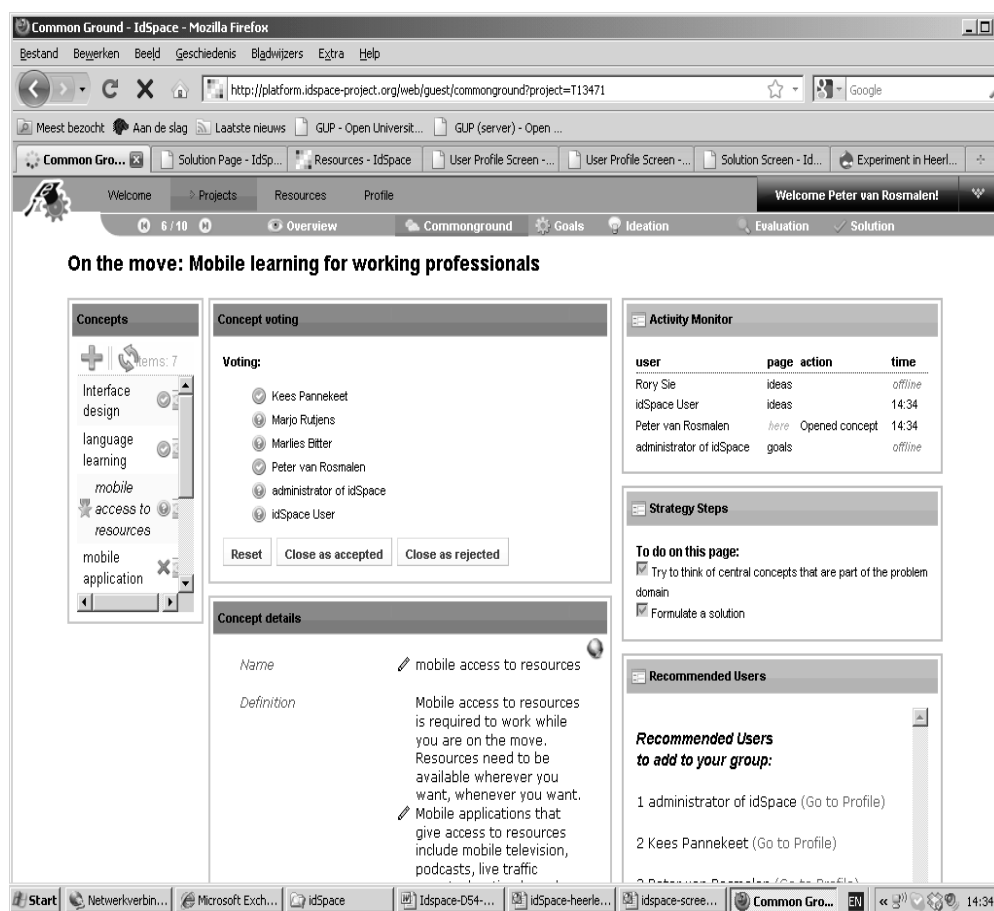 Common Ground - IdSpace - Mozilla Firefox
Bestand Bewerken Beeld Geschiedenis Bladwijzers Extra Help
http://platform.idspace-project.org/web/guest/commonground?project=T13471
Google
Meest bezocht Aan de slag Laatste nieuws GUP - Open Universit... GUP (server) - Open ...
Common Gro... Solution Page - IdSp... Resources - IdSpace User Profile Screen -... User Profile Screen -... Solution Screen - Id... Experiment in Heerl...
Welcome Projects Resources Profile Welcome Peter van Rosmalen!
6/10 Overview Commonground Goals Ideation Evaluation Solution
On the move: Mobile learning for working professionals
Concepts
items: 7
Interface
design
language
learning
mobile
access to
resources
mobile
application
Concept voting
Voting:
Kees Pannekeet
Marjo Rutjens
Marlies Bitter
Peter van Rosmalen
administrator of idSpace
idSpace User
Reset Close as accepted Close as rejected
Concept details
Name mobile access to resources
Definition Mobile access to resources
is required to work while
you are on the move.
Resources need to be
available wherever you
want, whenever you want.
Mobile applications that
give access to resources
include mobile television,
podcasts, live traffic
Activity Monitor
user page action time
Rory Sie ideas offline
idSpace User ideas 14:34
Peter van Rosmalen here Opened concept 14:34
administrator of idSpace goals offline
Strategy Steps
To do on this page:
Try to think of central concepts that are part of the problem
domain
Formulate a solution
Recommended Users
Recommended Users
to add to your group:
1 administrator of idSpace (Go to Profile)
2 Kees Pannekeet (Go to Profile)
Start Netwerkverbin... Microsoft Exch... idSpace Idspace-D54-... idSpace-heerle... idspace-scree... Common Gro... EN 14:34